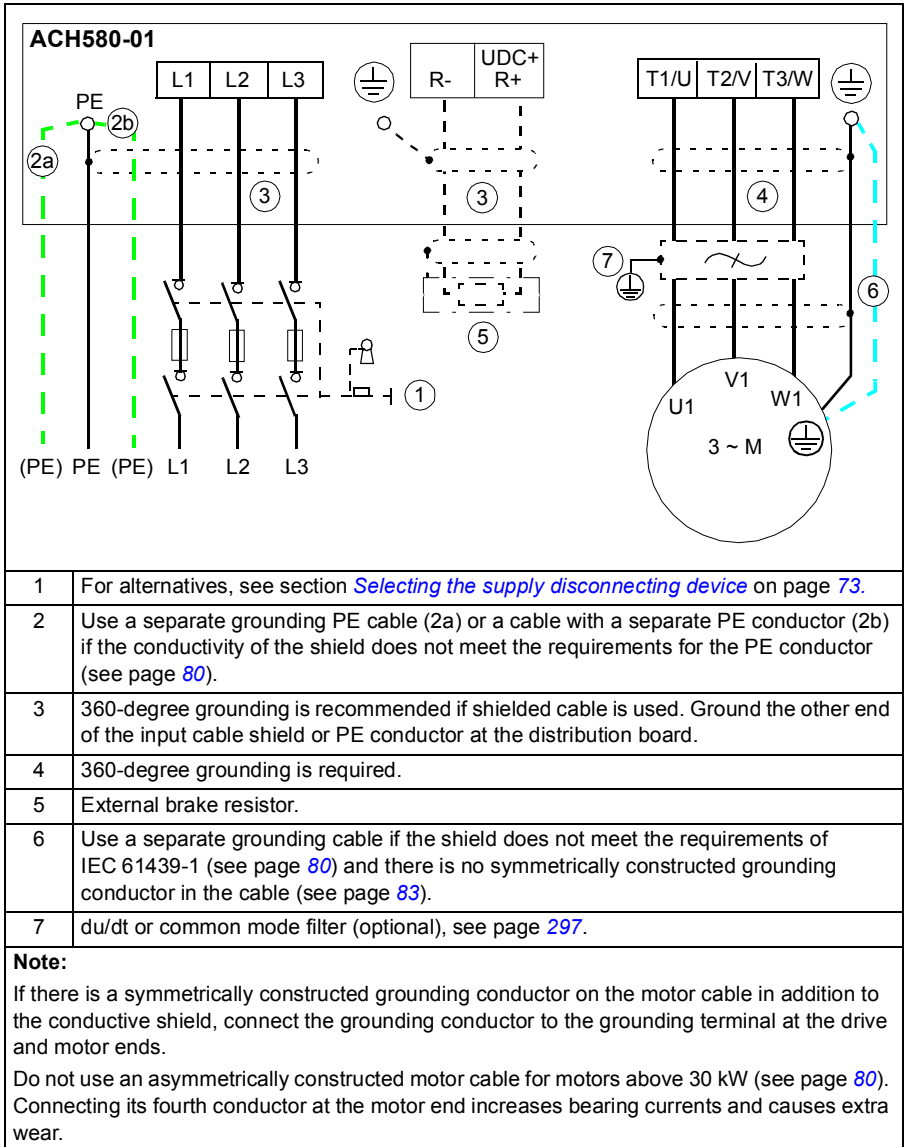 ACH580-01
L1 L2 L3
R-
UDC+
R+
T1/U T2/V T3/W
PE
2b
2a
3
3
4
7
6
5
1
U1
V1
W1
3 ~ M
(PE) PE (PE) L1 L2 L3
1 For alternatives, see section Selecting the supply disconnecting device on page 73.
2 Use a separate grounding PE cable (2a) or a cable with a separate PE conductor (2b)
if the conductivity of the shield does not meet the requirements for the PE conductor
(see page 80).
3 360-degree grounding is recommended if shielded cable is used. Ground the other end
of the input cable shield or PE conductor at the distribution board.
4 360-degree grounding is required.
5 External brake resistor.
6 Use a separate grounding cable if the shield does not meet the requirements of
IEC 61439-1 (see page 80) and there is no symmetrically constructed grounding
conductor in the cable (see page 83).
7 du/dt or common mode filter (optional), see page 297.
Note:
If there is a symmetrically constructed grounding conductor on the motor cable in addition to
the conductive shield, connect the grounding conductor to the grounding terminal at the drive
and motor ends.
Do not use an asymmetrically constructed motor cable for motors above 30 kW (see page 80).
Connecting its fourth conductor at the motor end increases bearing currents and causes extra
wear.